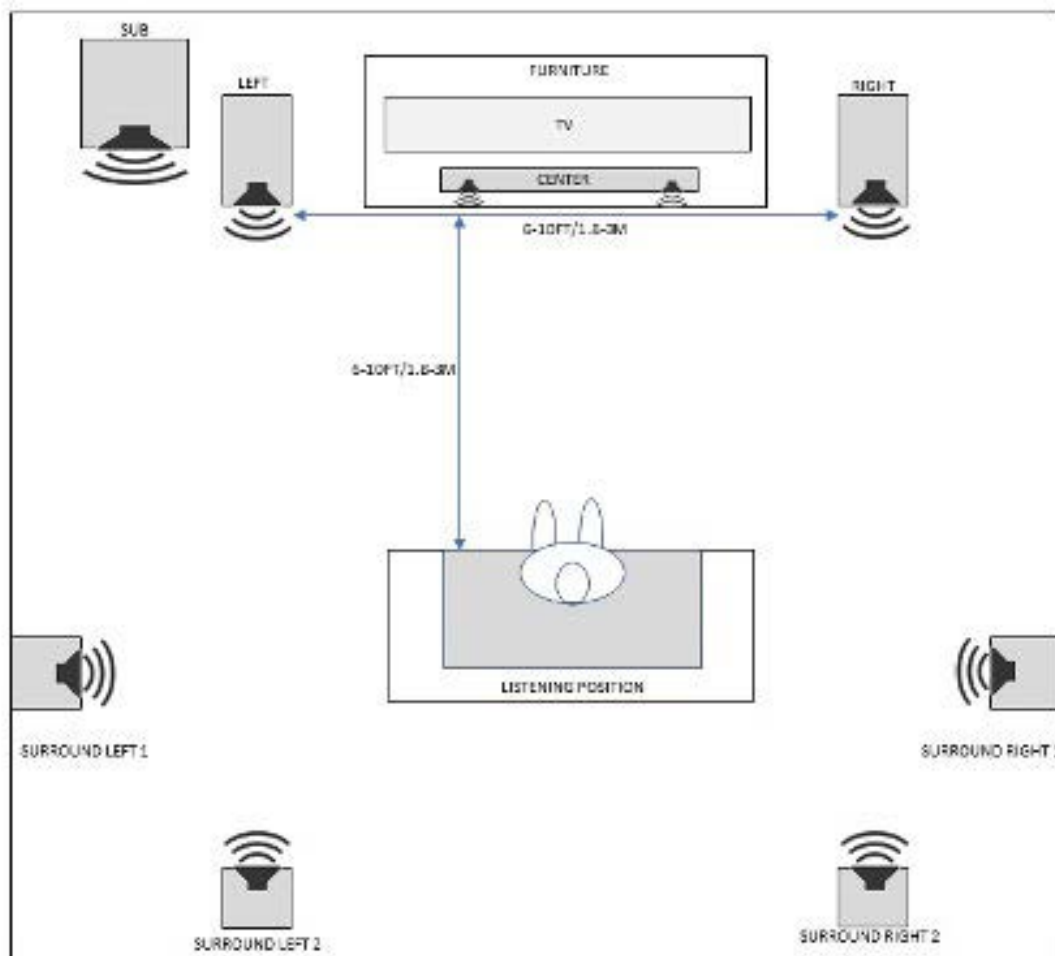 SUB
LEFT
FURNITURE
RIGHT
TV
CENTER
6-10FT/1.8-3M
6-10FT/1.8-3M
LISTENING POSITION
SURROUND LEFT 1
SURROUND RIGHT
SURROUND LEFT 2
SURROUND RIGHT 2